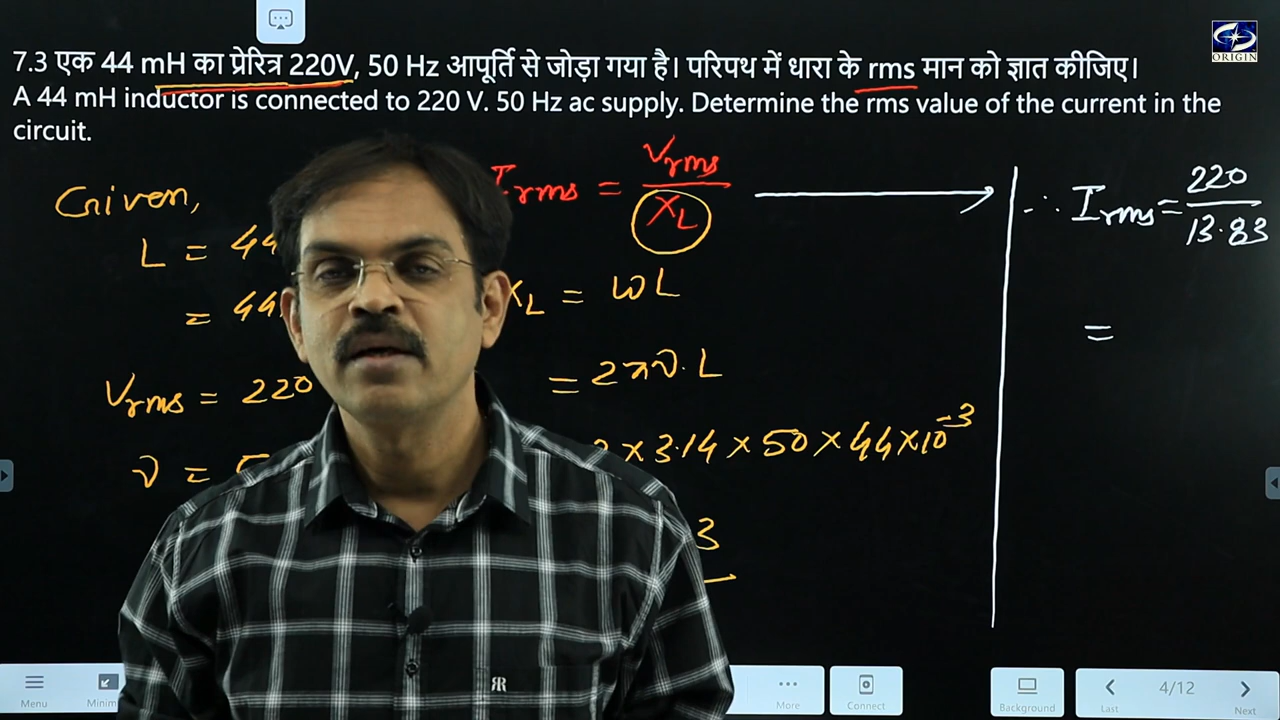 7.3 एक 44 mH का प्रेरित्र 220V, 50 Hz आपूर्ति से जोड़ा गया है। परिपथ में धारा के rms मान को ज्ञात कीजिए।
A 44 mH inductor is connected to 220 V. 50 Hz ac supply. Determine the rms value of the current in the
circuit.
ORIGIN
Given,
L = 44
= 44
Vrms = 220
ν =
Irms = Vrms / XL
XL = ωL
= 2πν.L
× 3.14 × 50 × 44 × 10⁻³
3
∴ Irms = 220 / 13.83
=
Menu
More
Connect
Background
Last
4/12
Next